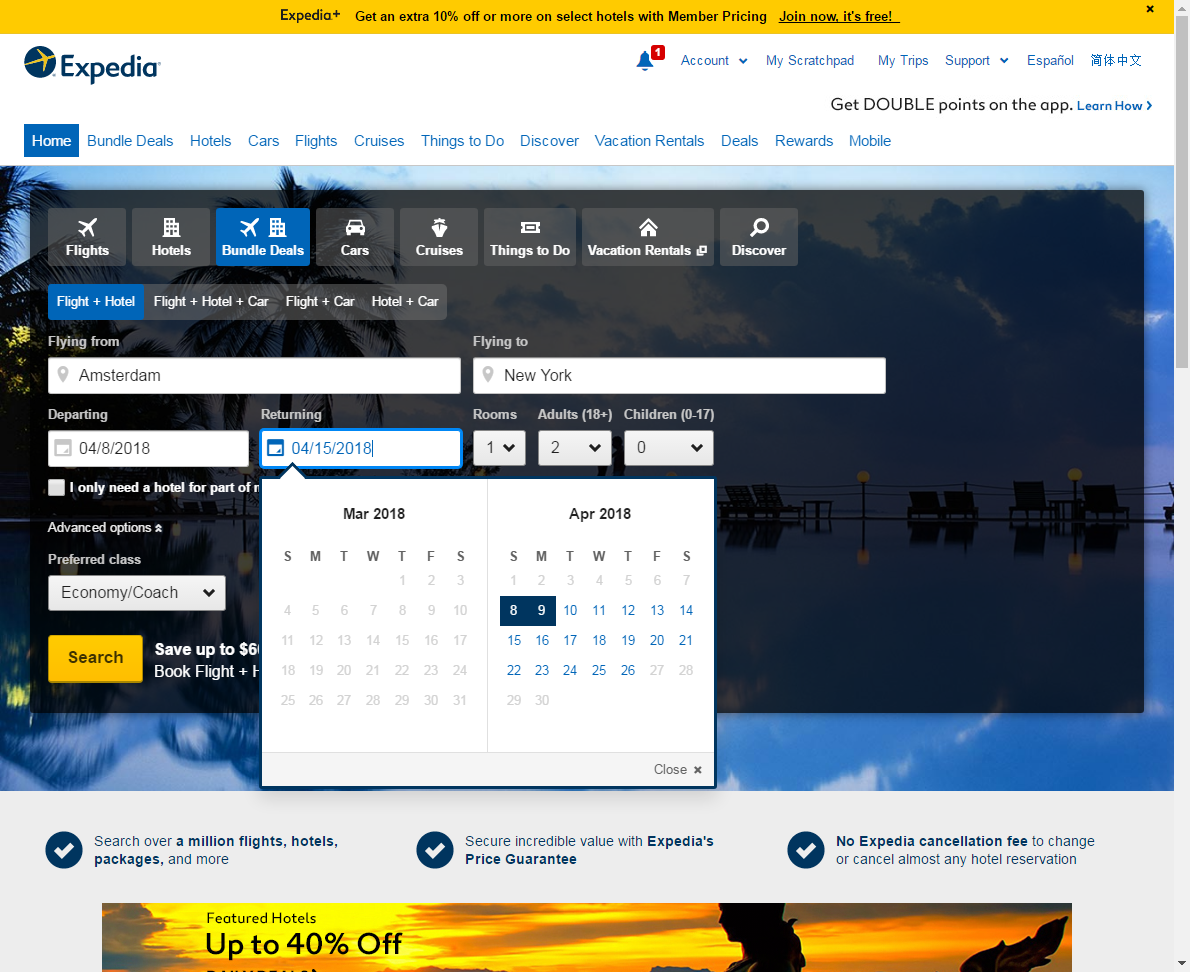 Expedia+ Get an extra 10% off or more on select hotels with Member Pricing Join now, it's free!
Expedia
1 Account My Scratchpad My Trips Support Español 简体中文
Get DOUBLE points on the app. Learn How
Home Bundle Deals Hotels Cars Flights Cruises Things to Do Discover Vacation Rentals Deals Rewards Mobile
Flights Hotels Bundle Deals Cars Cruises Things to Do Vacation Rentals Discover
Flight + Hotel Flight + Hotel + Car Flight + Car Hotel + Car
Flying from Flying to
Amsterdam New York
Departing Returning Rooms Adults (18+) Children (0-17)
04/8/2018 04/15/2018 1 2 0
I only need a hotel for part of
Advanced options
Preferred class
Economy/Coach
Search
Save up to
Book Flight +
Mar 2018
S M T W T F S
1 2 3
4 5 6 7 8 9 10
11 12 13 14 15 16 17
18 19 20 21 22 23 24
25 26 27 28 29 30 31
Apr 2018
S M T W T F S
1 2 3 4 5 6 7
8 9 10 11 12 13 14
15 16 17 18 19 20 21
22 23 24 25 26 27 28
29 30
Close ×
Search over a million flights, hotels,
packages, and more
Secure incredible value with Expedia's
Price Guarantee
No Expedia cancellation fee to change
or cancel almost any hotel reservation
Featured Hotels
Up to 40% Off